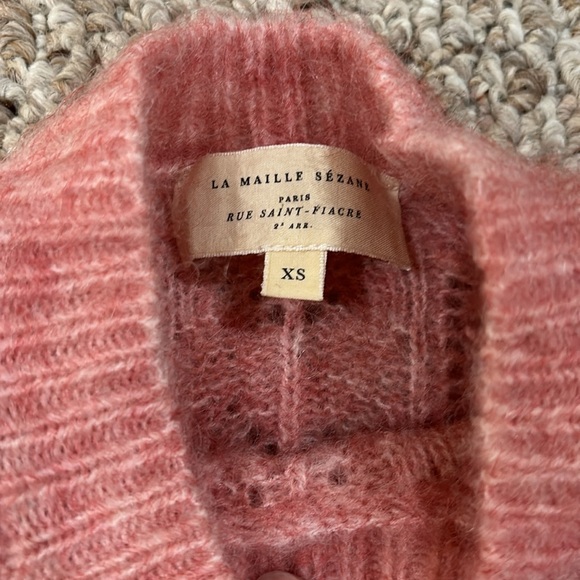 LA MAILLE SÉZANE
PARIS
RUE SAINT-FIACRE
2ᵉ ARR.
XS